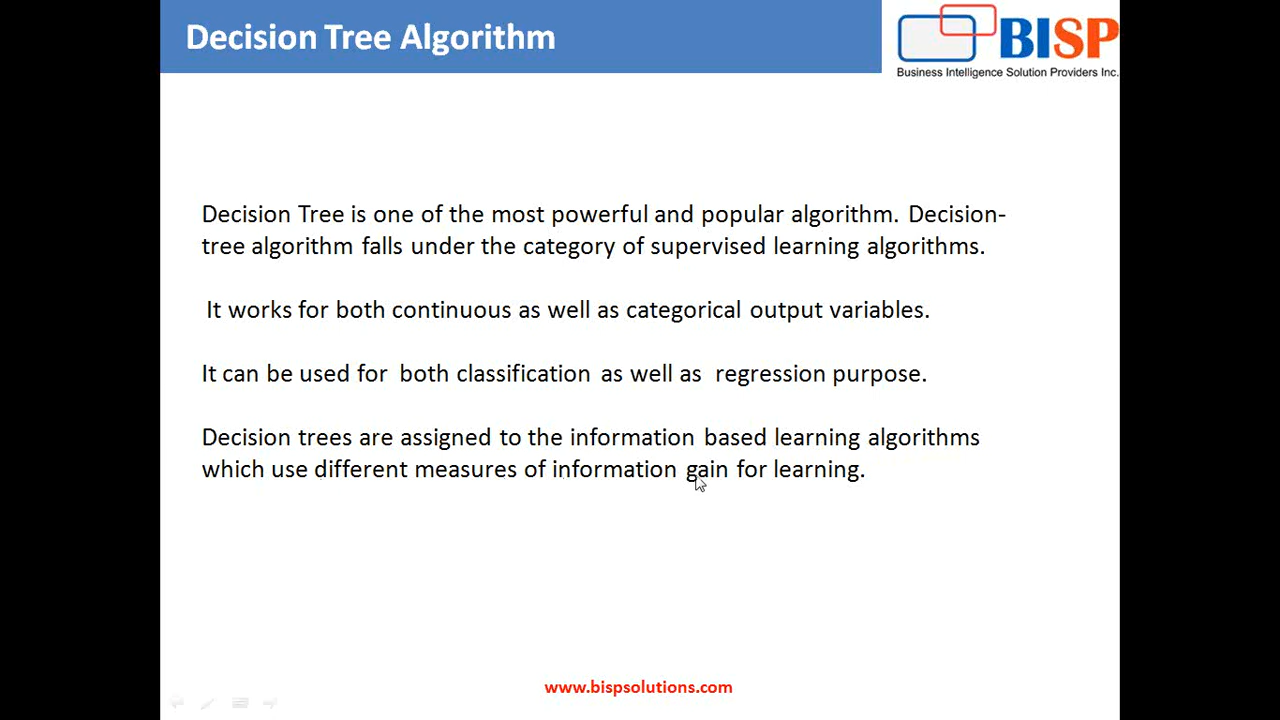 Decision Tree Algorithm
BISP
Business Intelligence Solution Providers Inc.
Decision Tree is one of the most powerful and popular algorithm. Decision-
tree algorithm falls under the category of supervised learning algorithms.
It works for both continuous as well as categorical output variables.
It can be used for both classification as well as regression purpose.
Decision trees are assigned to the information based learning algorithms
which use different measures of information gain for learning.
www.bispsolutions.com